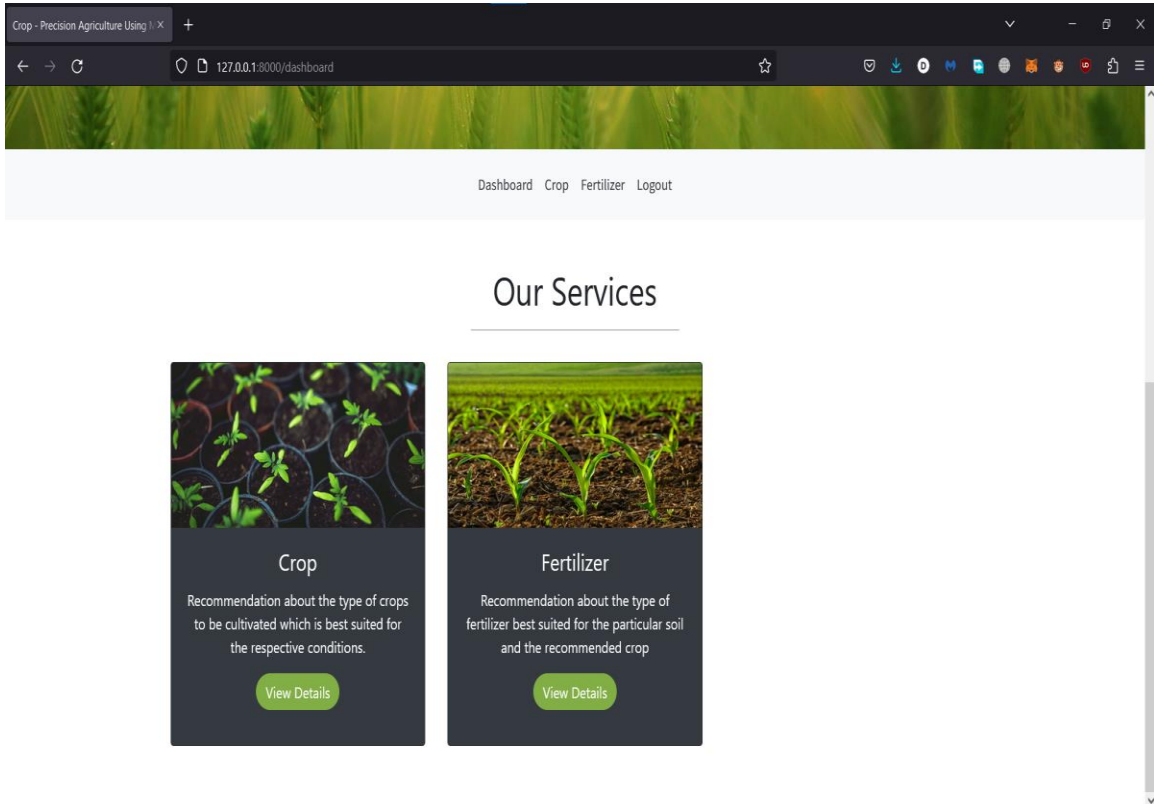 Crop - Precision Agriculture Using
127.0.0.1:8000/dashboard
Dashboard Crop Fertilizer Logout
Our Services
Crop
Recommendation about the type of crops
to be cultivated which is best suited for
the respective conditions.
View Details
Fertilizer
Recommendation about the type of
fertilizer best suited for the particular soil
and the recommended crop
View Details